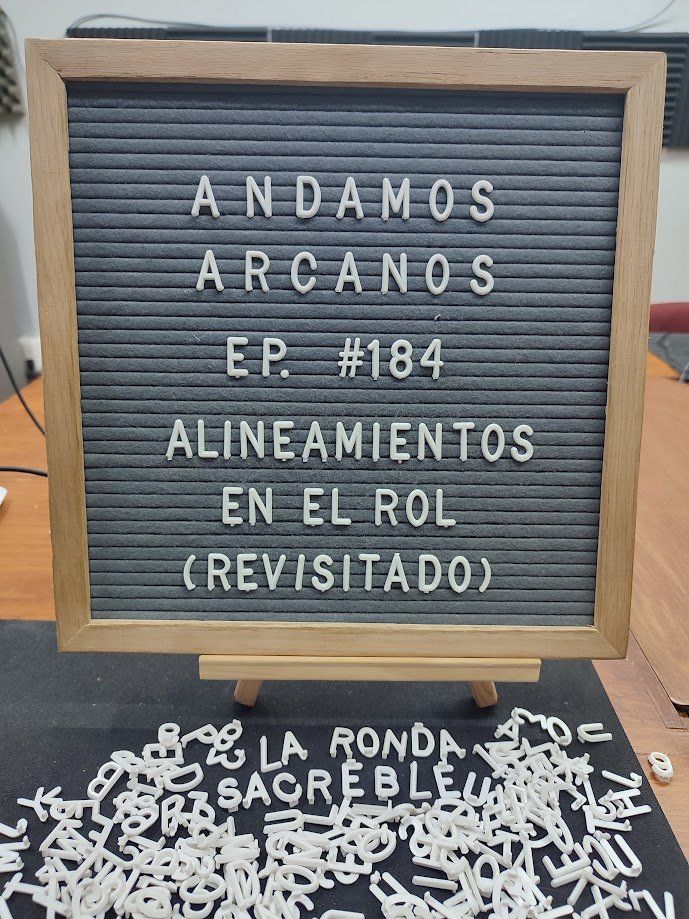 ANDAMOS
ARCANOS
EP. #184
ALINEAMIENTOS
EN EL ROL
(REVISITADO)
LA RONDA
SACREBLEU